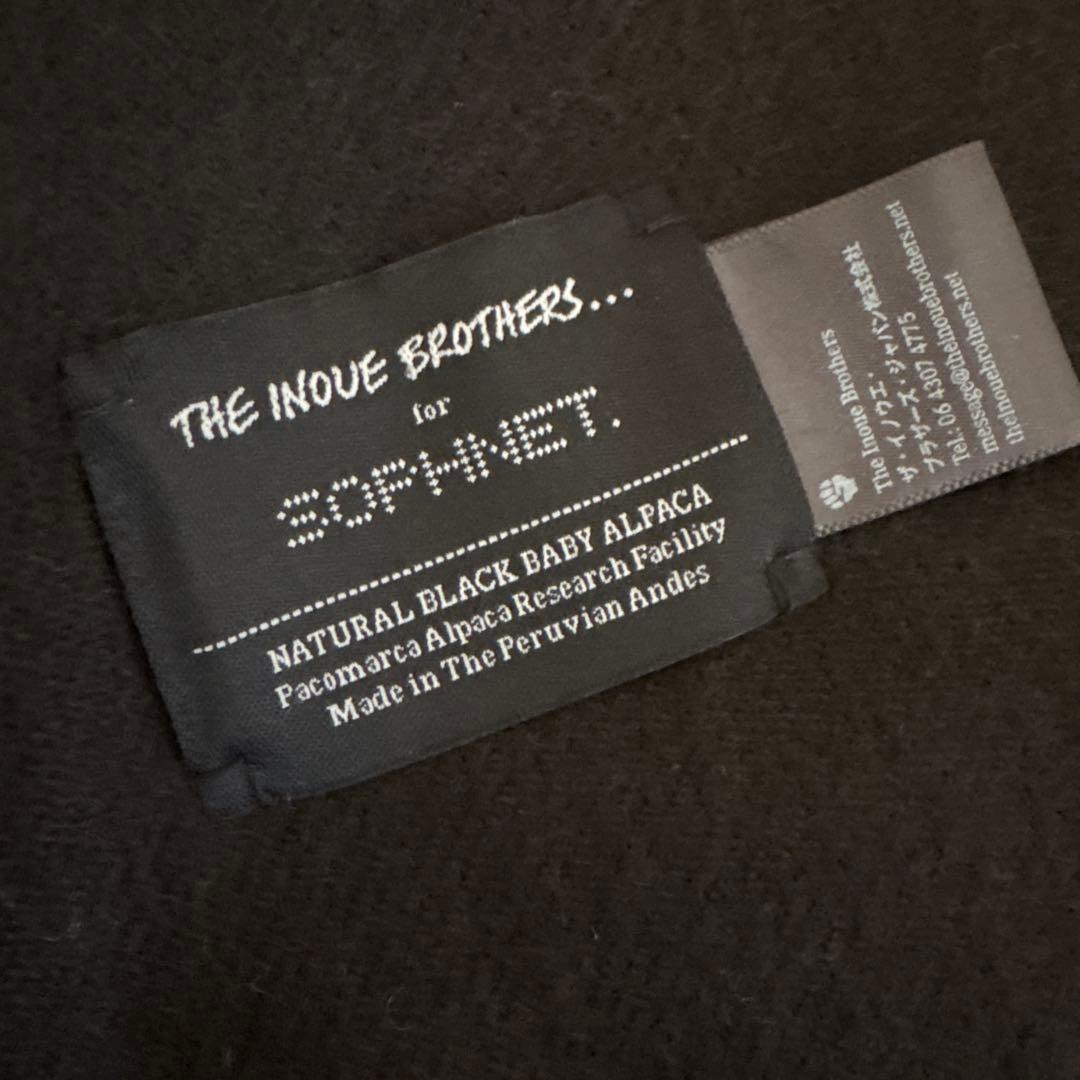 THE INOUE BROTHERS...
for
SOPHNET.
NATURAL BLACK BABY ALPACA
Pacomarca Alpaca Research Facility
Made in The Peruvian Andes
The Inoue Brothers
ザ・イノウエ・
ブラザーズ・ジャパン株式会社
Tel. 06 4307 4775
message@theinouebrothers.net
theinouebrothers.net